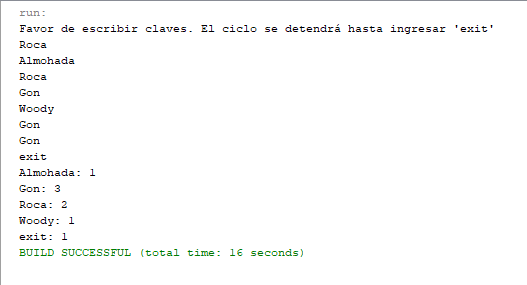 run:
Favor de escribir claves. El ciclo se detendrá hasta ingresar 'exit'
Roca
Almohada
Roca
Gon
Woody
Gon
Gon
exit
Almohada: 1
Gon: 3
Roca: 2
Woody: 1
exit: 1
BUILD SUCCESSFUL (total time: 16 seconds)